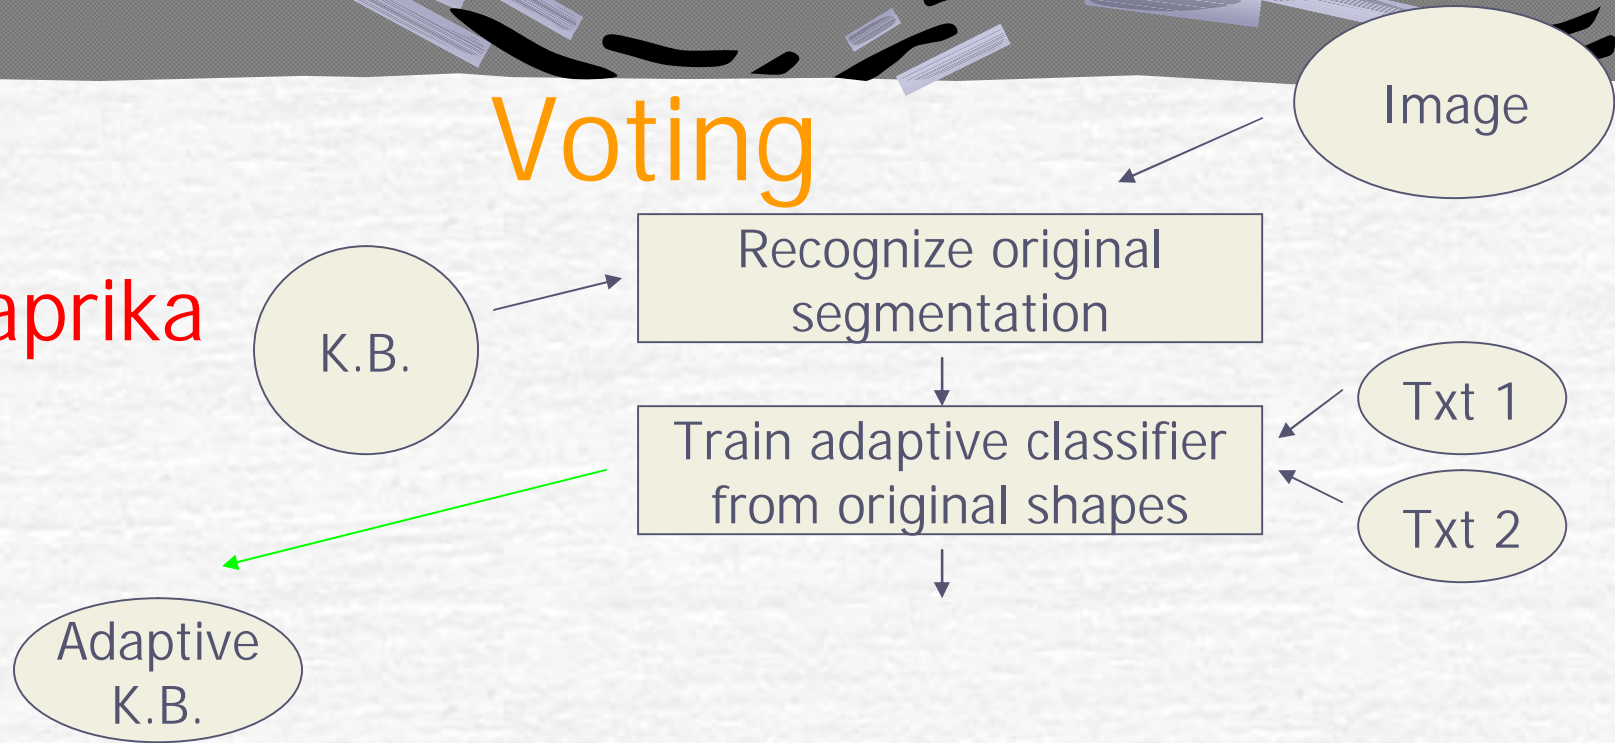 Voting
Image
Recognize original
segmentation
aprika
K.B.
Train adaptive classifier
from original shapes
Txt 1
Txt 2
Adaptive
K.B.